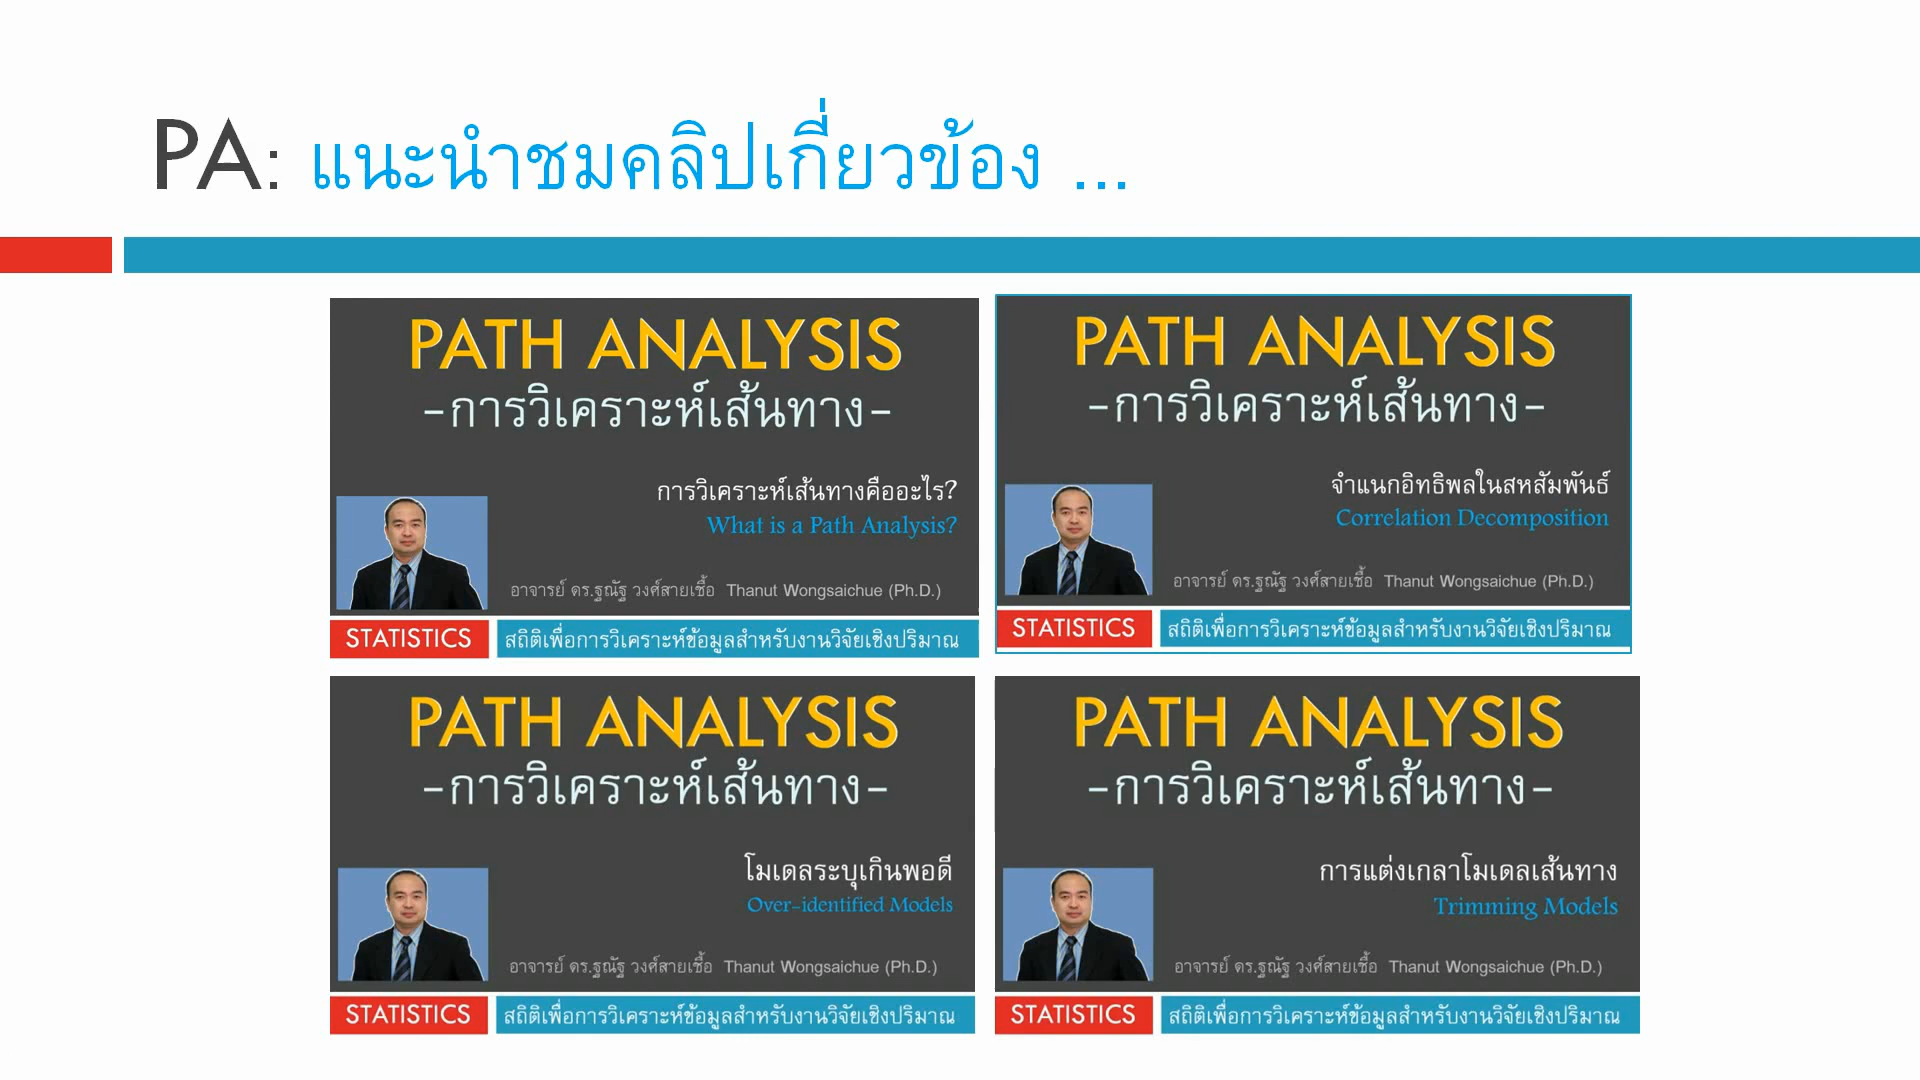 PA: แนะนำชมคลิปเกี่ยวข้อง ...
PATH ANALYSIS
-การวิเคราะห์เส้นทาง-
การวิเคราะห์เส้นทางคืออะไร?
What is a Path Analysis?
อาจารย์ ดร.ฐณัฐ วงศ์สายเชื้อ Thanut Wongsaichue (Ph.D.)
STATISTICS สถิติเพื่อการวิเคราะห์ข้อมูลสำหรับงานวิจัยเชิงปริมาณ
PATH ANALYSIS
-การวิเคราะห์เส้นทาง-
จำแนกอิทธิพลในสหสัมพันธ์
Correlation Decomposition
อาจารย์ ดร.ฐณัฐ วงศ์สายเชื้อ Thanut Wongsaichue (Ph.D.)
STATISTICS สถิติเพื่อการวิเคราะห์ข้อมูลสำหรับงานวิจัยเชิงปริมาณ
PATH ANALYSIS
-การวิเคราะห์เส้นทาง-
โมเดลระบุเกินพอดี
Over-identified Models
อาจารย์ ดร.ฐณัฐ วงศ์สายเชื้อ Thanut Wongsaichue (Ph.D.)
STATISTICS สถิติเพื่อการวิเคราะห์ข้อมูลสำหรับงานวิจัยเชิงปริมาณ
PATH ANALYSIS
-การวิเคราะห์เส้นทาง-
การแต่งเกลาโมเดลเส้นทาง
Trimming Models
อาจารย์ ดร.ฐณัฐ วงศ์สายเชื้อ Thanut Wongsaichue (Ph.D.)
STATISTICS สถิติเพื่อการวิเคราะห์ข้อมูลสำหรับงานวิจัยเชิงปริมาณ